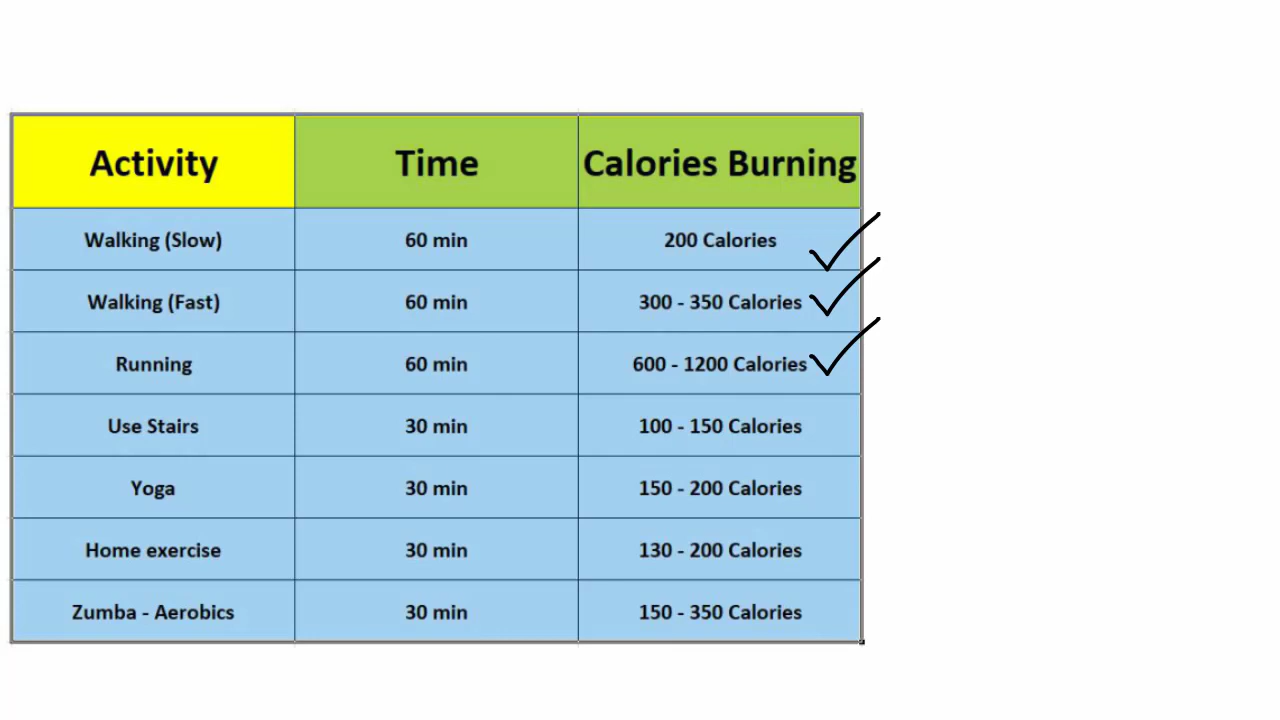 Activity Time Calories Burning
Walking (Slow) 60 min 200 Calories
Walking (Fast) 60 min 300 - 350 Calories
Running 60 min 600 - 1200 Calories
Use Stairs 30 min 100 - 150 Calories
Yoga 30 min 150 - 200 Calories
Home exercise 30 min 130 - 200 Calories
Zumba - Aerobics 30 min 150 - 350 Calories